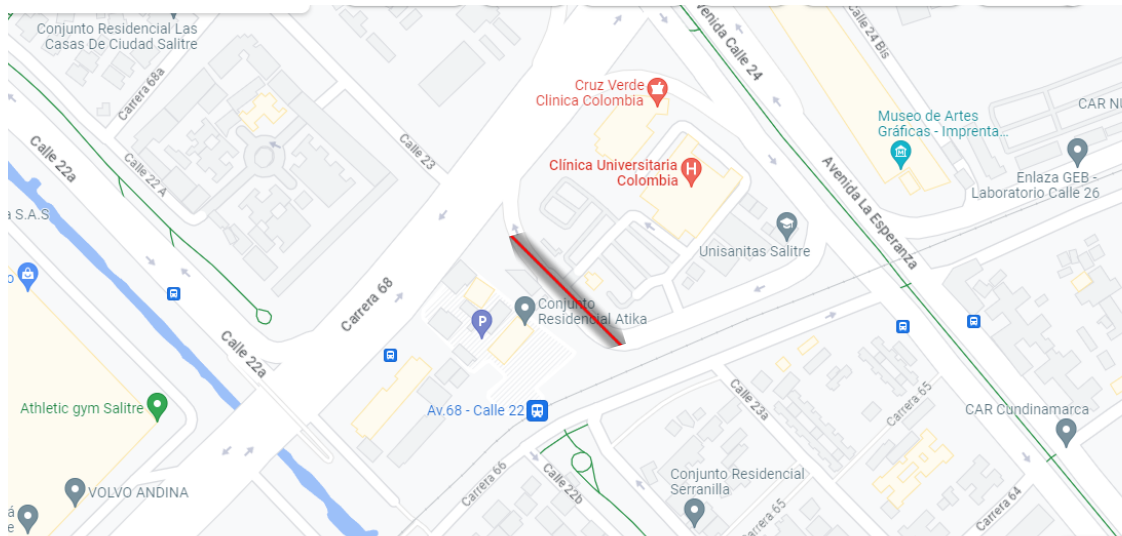 Conjunto Residencial Las
Casas De Ciudad Salitre
Carrera 68a
Calle 22a
Calle 22 A
Calle 23
Cruz Verde
Clinica Colombia
Clínica Universitaria
Colombia
H
Avenida Calle 24
Calle 24 Bis
Museo de Artes
Gráficas - Imprenta...
CAR NU
Enlaza GEB -
Laboratorio Calle 26
Avenida La Esperanza
Unisanitas Salitre
a S.A.S
o
Carrera 68
Conjunto
Residencial Atika
P
Calle 22a
Athletic gym Salitre
Av.68 - Calle 22
Calle 23a
Carrera 65
CAR Cundinamarca
Carrera 66
Calle 22b
Conjunto Residencial
Serranilla
Carrera 65
Carrera 64
VOLVO ANDINA
á
e